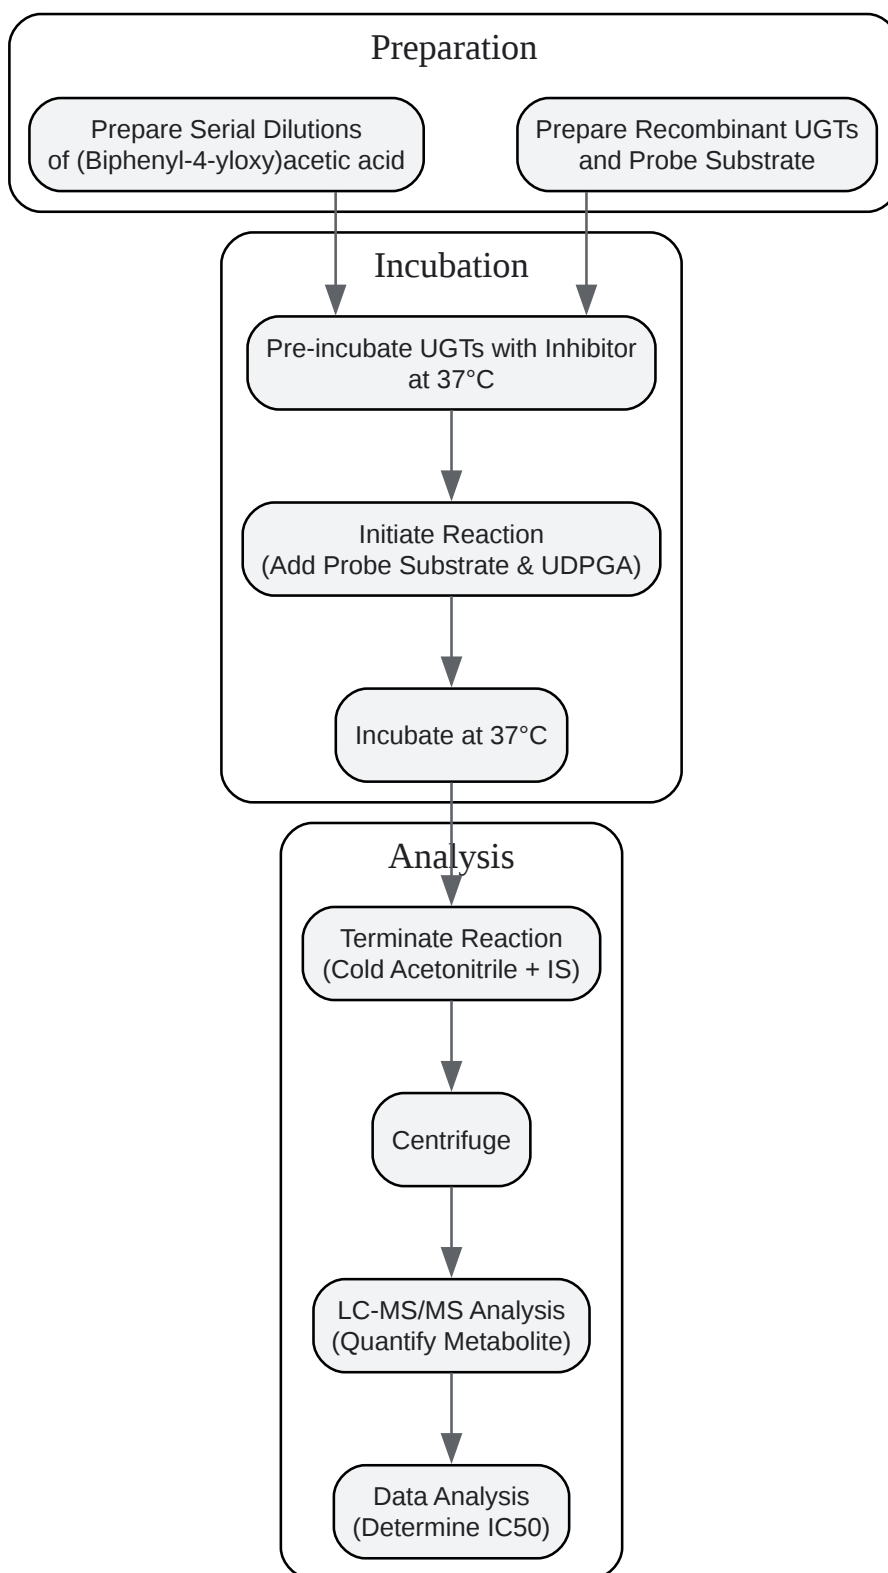 Preparation
Prepare Serial Dilutions
of (Biphenyl-4-yloxy)acetic acid
Prepare Recombinant UGTs
and Probe Substrate
Incubation
Pre-incubate UGTs with Inhibitor
at 37°C
Initiate Reaction
(Add Probe Substrate & UDPGA)
Incubate at 37°C
Analysis
Terminate Reaction
(Cold Acetonitrile + IS)
Centrifuge
LC-MS/MS Analysis
(Quantify Metabolite)
Data Analysis
(Determine IC50)